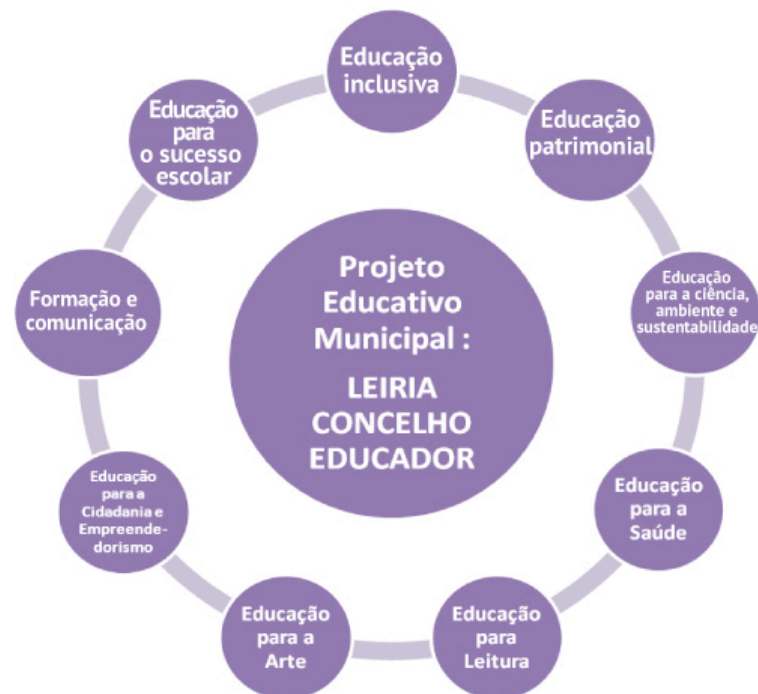 Educação
inclusiva
Educação
patrimonial
Educação
para a ciência,
ambiente e
sustentabilidade
Educação
para a
Saúde
Educação
para
Leitura
Educação
para a
Arte
Educação
para a
Cidadania e
Empreende-
dorismo
Formação e
comunicação
Educação
para
o sucesso
escolar
Projeto
Educativo
Municipal :
LEIRIA
CONCELHO
EDUCADOR